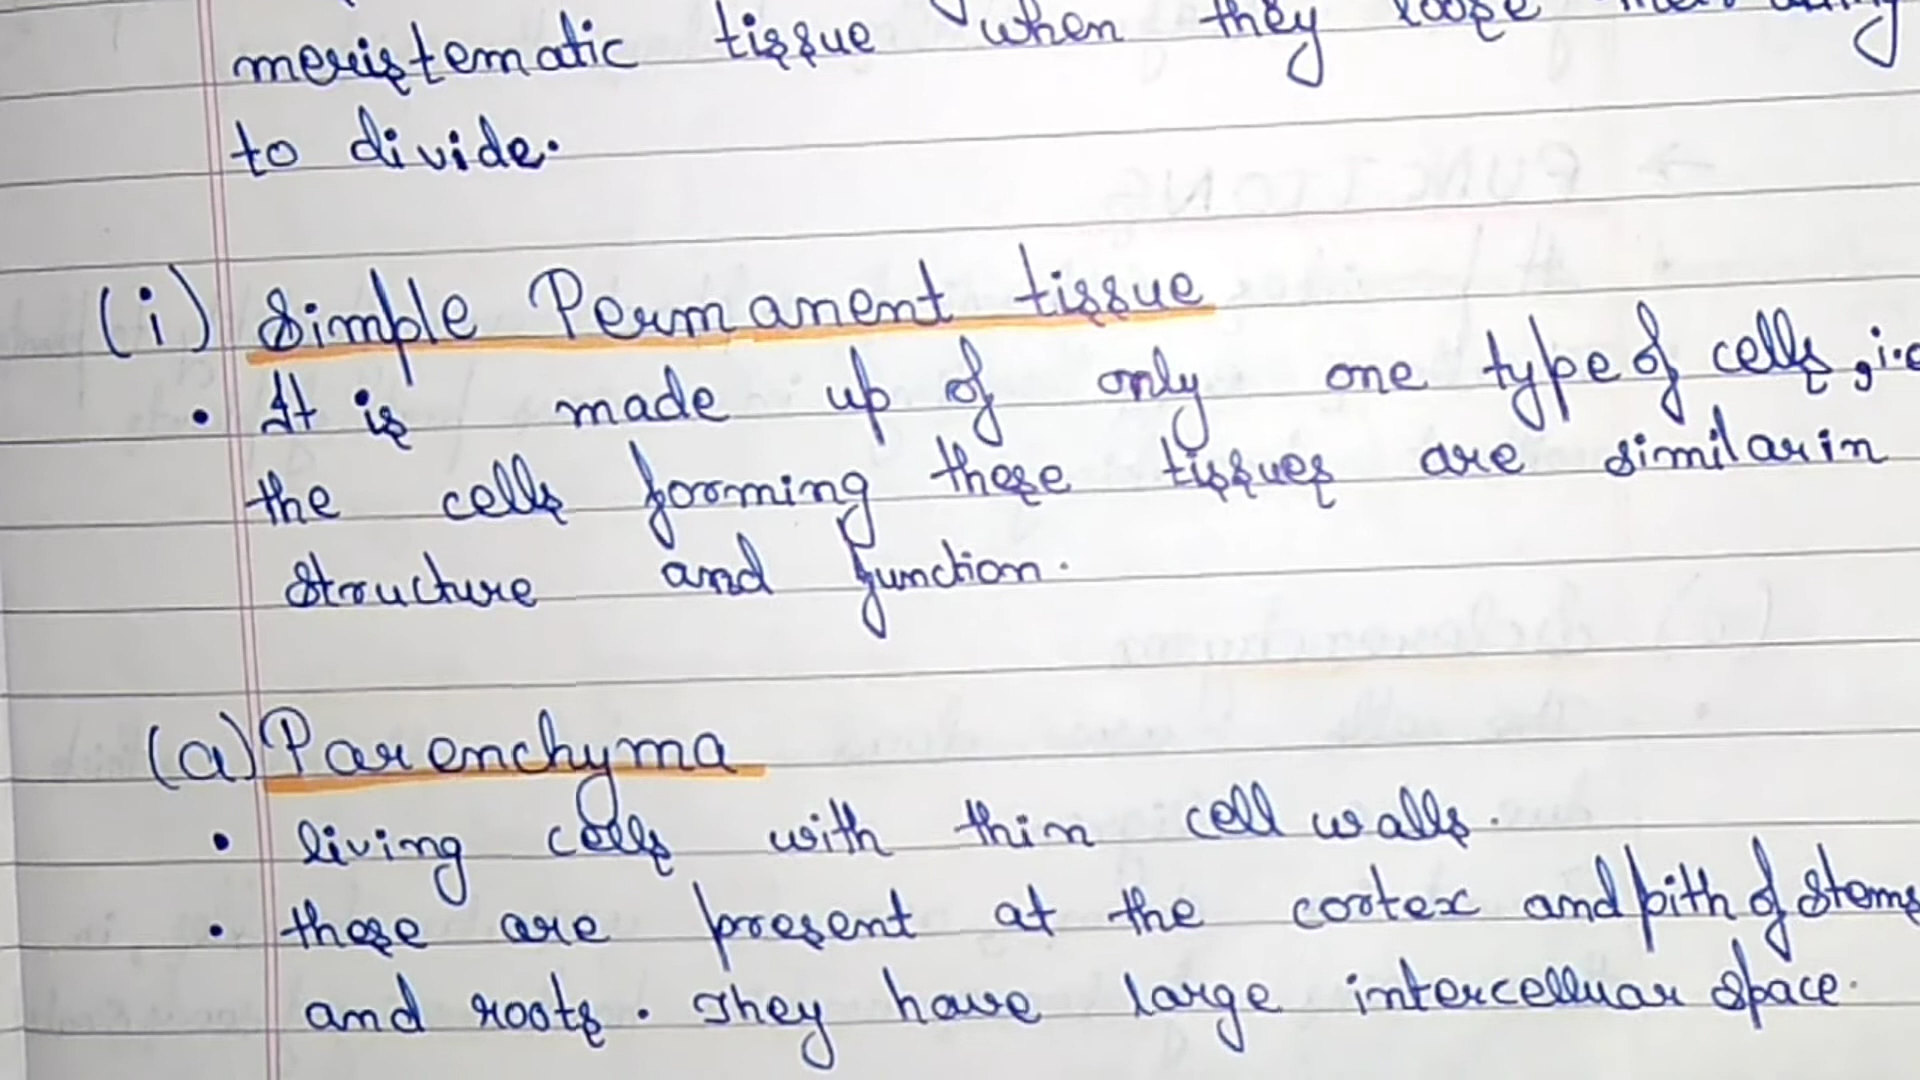 meristematic tissue when they loose
to divide.
(i) Simple Permanent tissue
• It is made up of only one type of cells, i.e
the cells forming these tissues are similar in
structure and function.
(a) Parenchyma
• living cells with thin cell walls.
• these are present at the cortex and pith of stems
and roots. They have large intercelluar space.